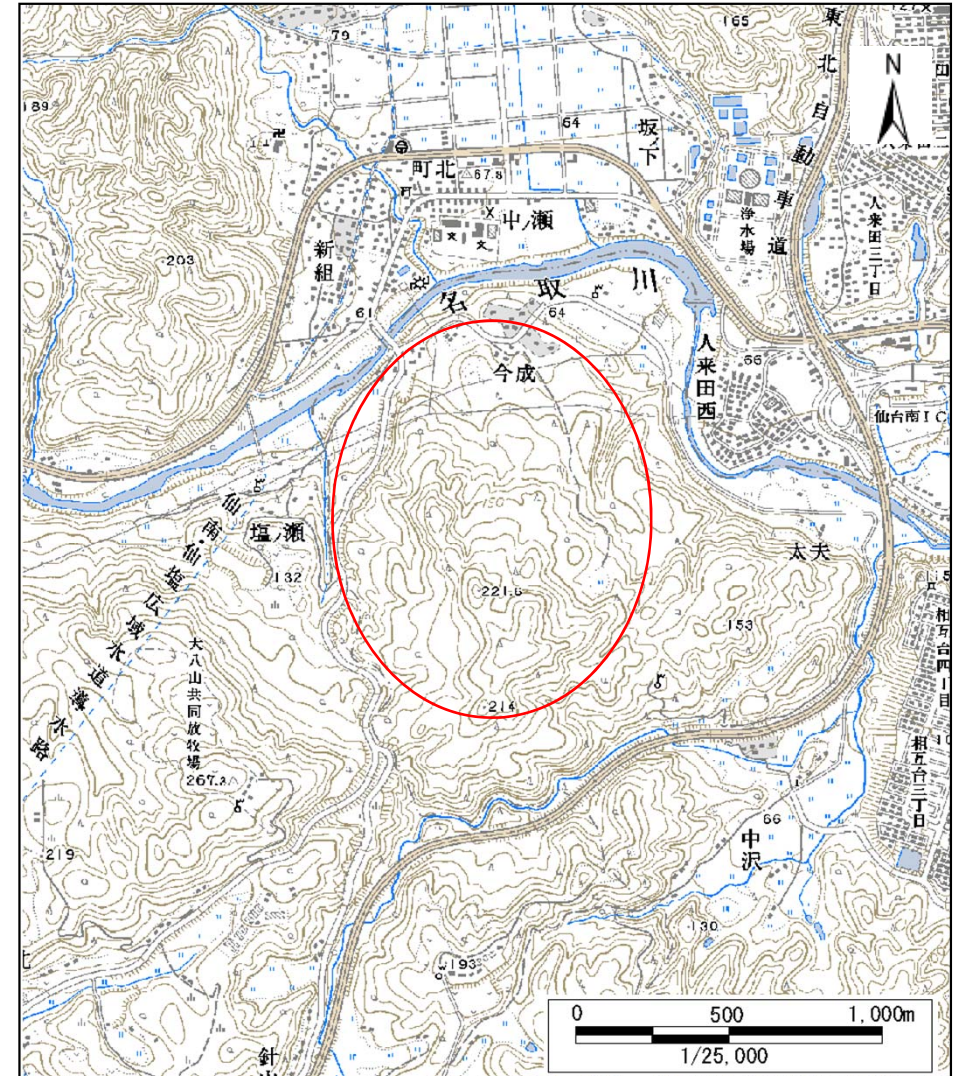 165
東北自動車道
79
N
189
64
坂ノ下
町北
67.8
人来田二丁目
浄水場
中ノ瀬
新組
203
名取川
61
64
人来田西
66
今成
仙台南IC
仙南仙塩広域水道導水路
塩ノ瀬
太夫
132
221.6
153
相互台四丁目
大八山共同放牧場
214
267.3
相互台三丁目
66
中沢
219
130
193
0 500 1,000m
1/25,000